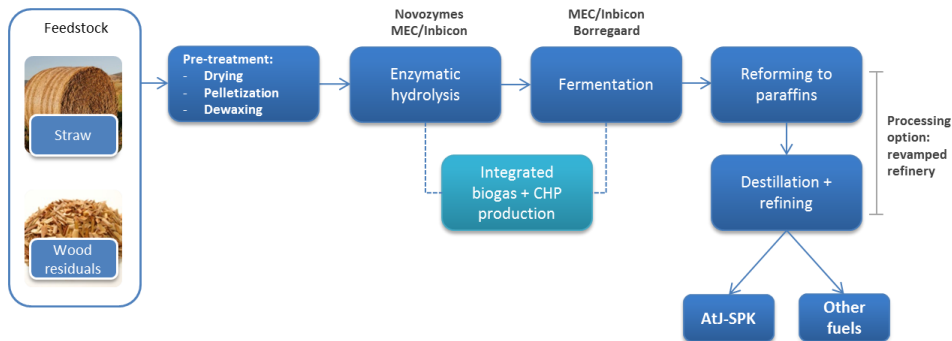 Feedstock
Straw
Wood
residuals
Pre-treatment:
- Drying
- Pelletization
- Dewaxing
Novozymes
MEC/Inbicon
Enzymatic
hydrolysis
MEC/Inbicon
Borregaard
Fermentation
Integrated
biogas + CHP
production
Reforming to
paraffins
Destillation +
refining
Processing
option:
revamped
refinery
AtJ-SPK
Other
fuels